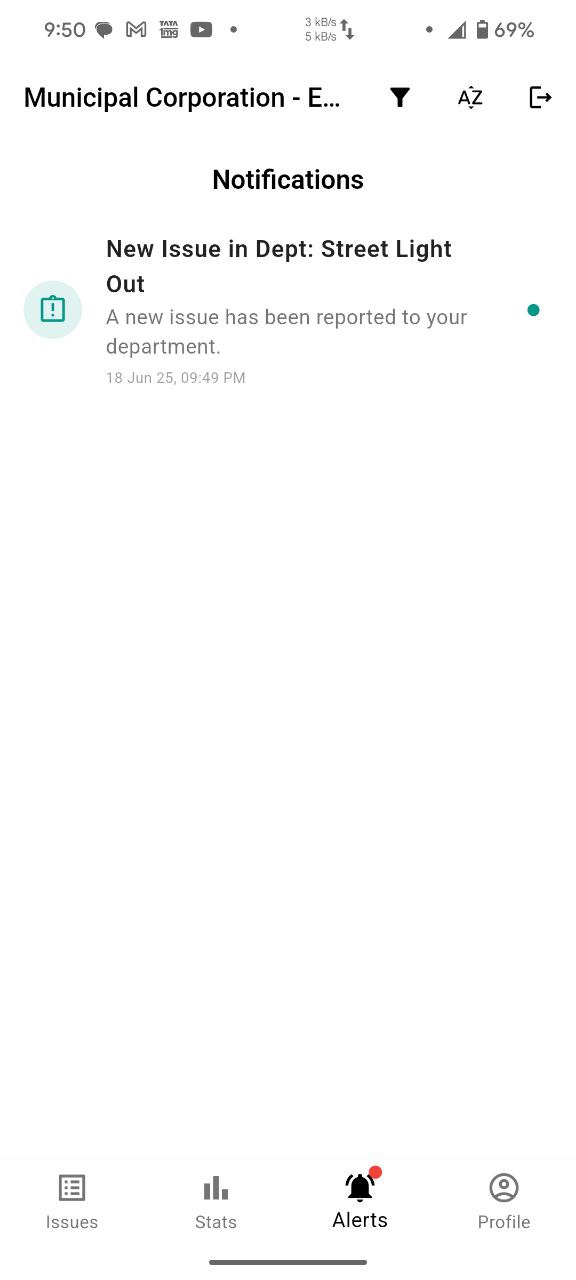 9:50
TATA
1mg
3 kB/s
5 kB/s
69%
Municipal Corporation - E...
AZ
Notifications
New Issue in Dept: Street Light
Out
A new issue has been reported to your
department.
18 Jun 25, 09:49 PM
Issues
Stats
Alerts
Profile